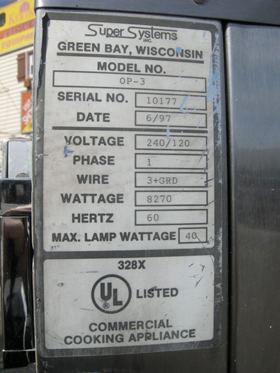 Super Systems
INC.
GREEN BAY, WISCONSIN
MODEL NO.
OP-3
SERIAL NO. 10177
DATE 6/97
VOLTAGE 240/120
PHASE 1
WIRE 3+GRD
WATTAGE 8270
HERTZ 60
MAX. LAMP WATTAGE 40
328X
UL LISTED
COMMERCIAL
COOKING APPLIANCE